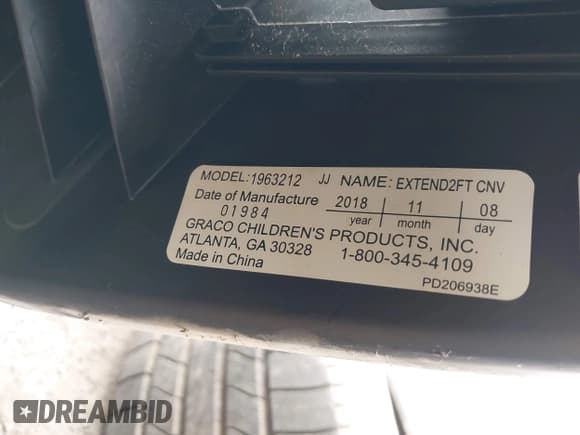 MODEL:1963212 JJ NAME: EXTEND2FT CNV
Date of Manufacture 2018 11 08
01984 year month day
GRACO CHILDREN'S PRODUCTS, INC.
ATLANTA, GA 30328 1-800-345-4109
Made in China
PD206938E
DREAMBID